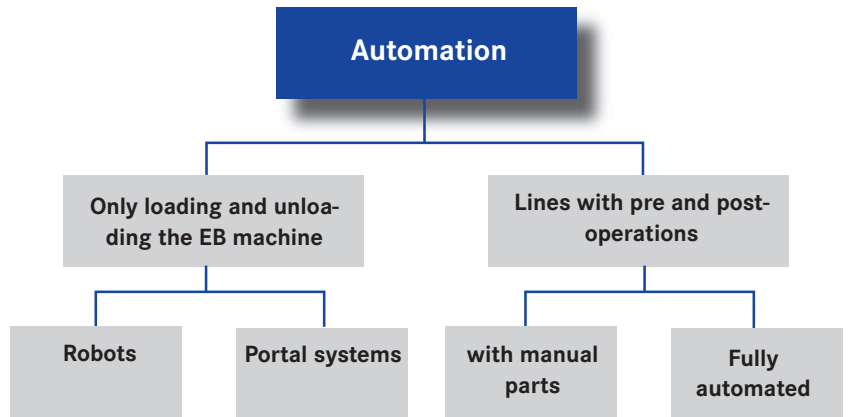 Automation
Only loading and unloa-
ding the EB machine
Lines with pre and post-
operations
Robots
Portal systems
with manual
parts
Fully
automated